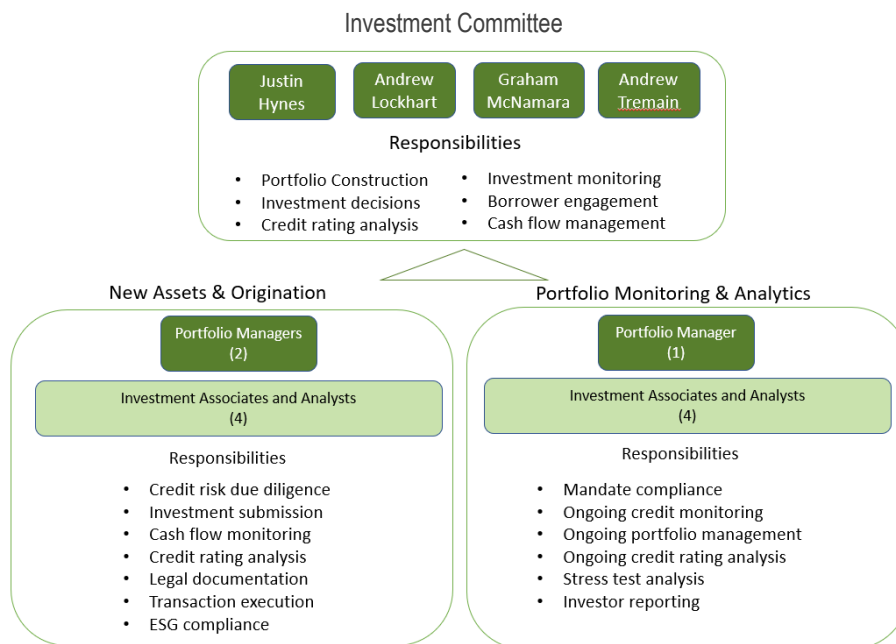 Investment Committee
Justin
Hynes
Andrew
Lockhart
Graham
McNamara
Andrew
Tremain
Responsibilities
• Portfolio Construction
• Investment decisions
• Credit rating analysis
• Investment monitoring
• Borrower engagement
• Cash flow management
New Assets & Origination
Portfolio Managers
(2)
Investment Associates and Analysts
(4)
Responsibilities
• Credit risk due diligence
• Investment submission
• Cash flow monitoring
• Credit rating analysis
• Legal documentation
• Transaction execution
• ESG compliance
Portfolio Monitoring & Analytics
Portfolio Manager
(1)
Investment Associates and Analysts
(4)
Responsibilities
• Mandate compliance
• Ongoing credit monitoring
• Ongoing portfolio management
• Ongoing credit rating analysis
• Stress test analysis
• Investor reporting